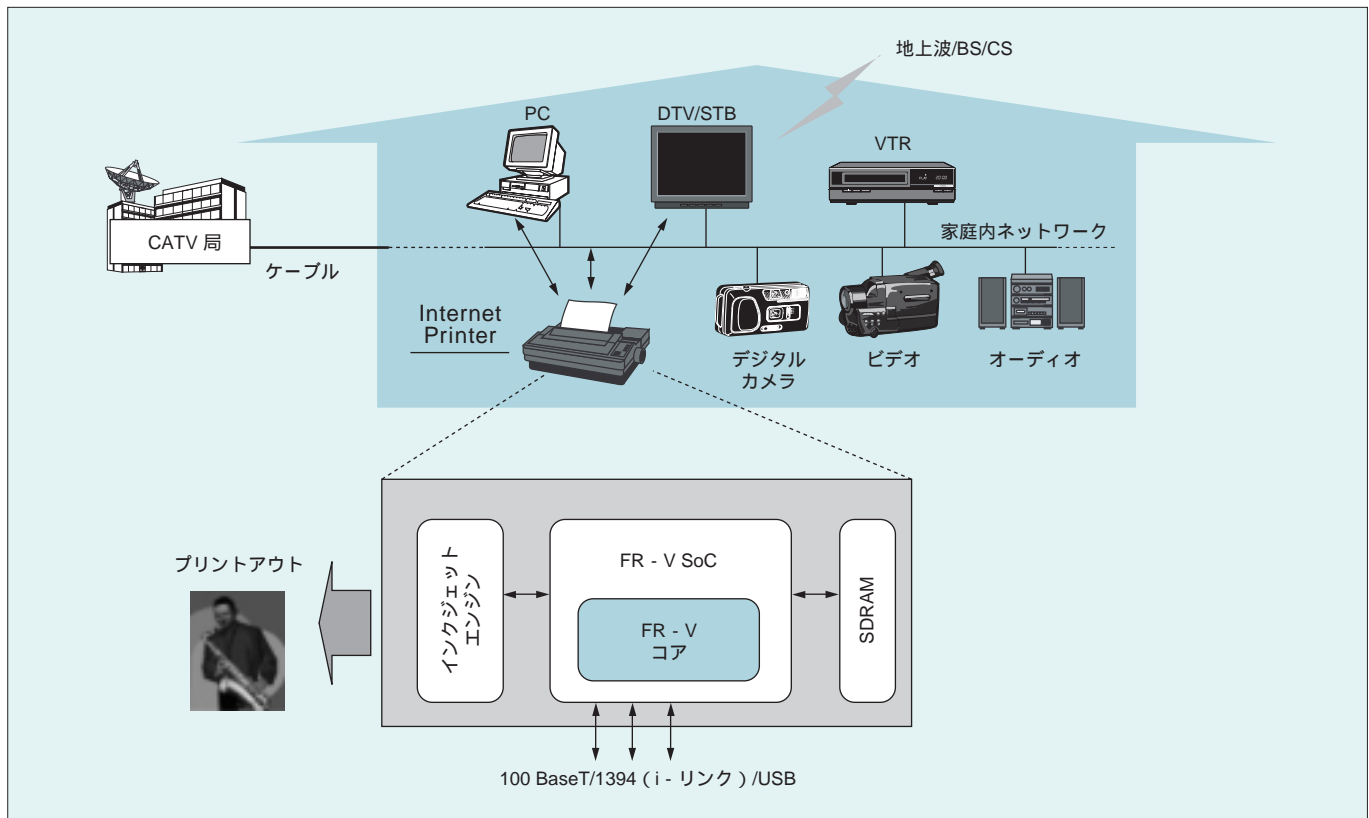 地上波/BS/CS
PC
DTV/STB
VTR
CATV 局
ケーブル
家庭内ネットワーク
Internet
Printer
デジタル
カメラ
ビデオ
オーディオ
プリントアウト
インクジェット
エンジン
FR - V SoC
FR - V
コア
SDRAM
100 BaseT/1394（i - リンク）/USB